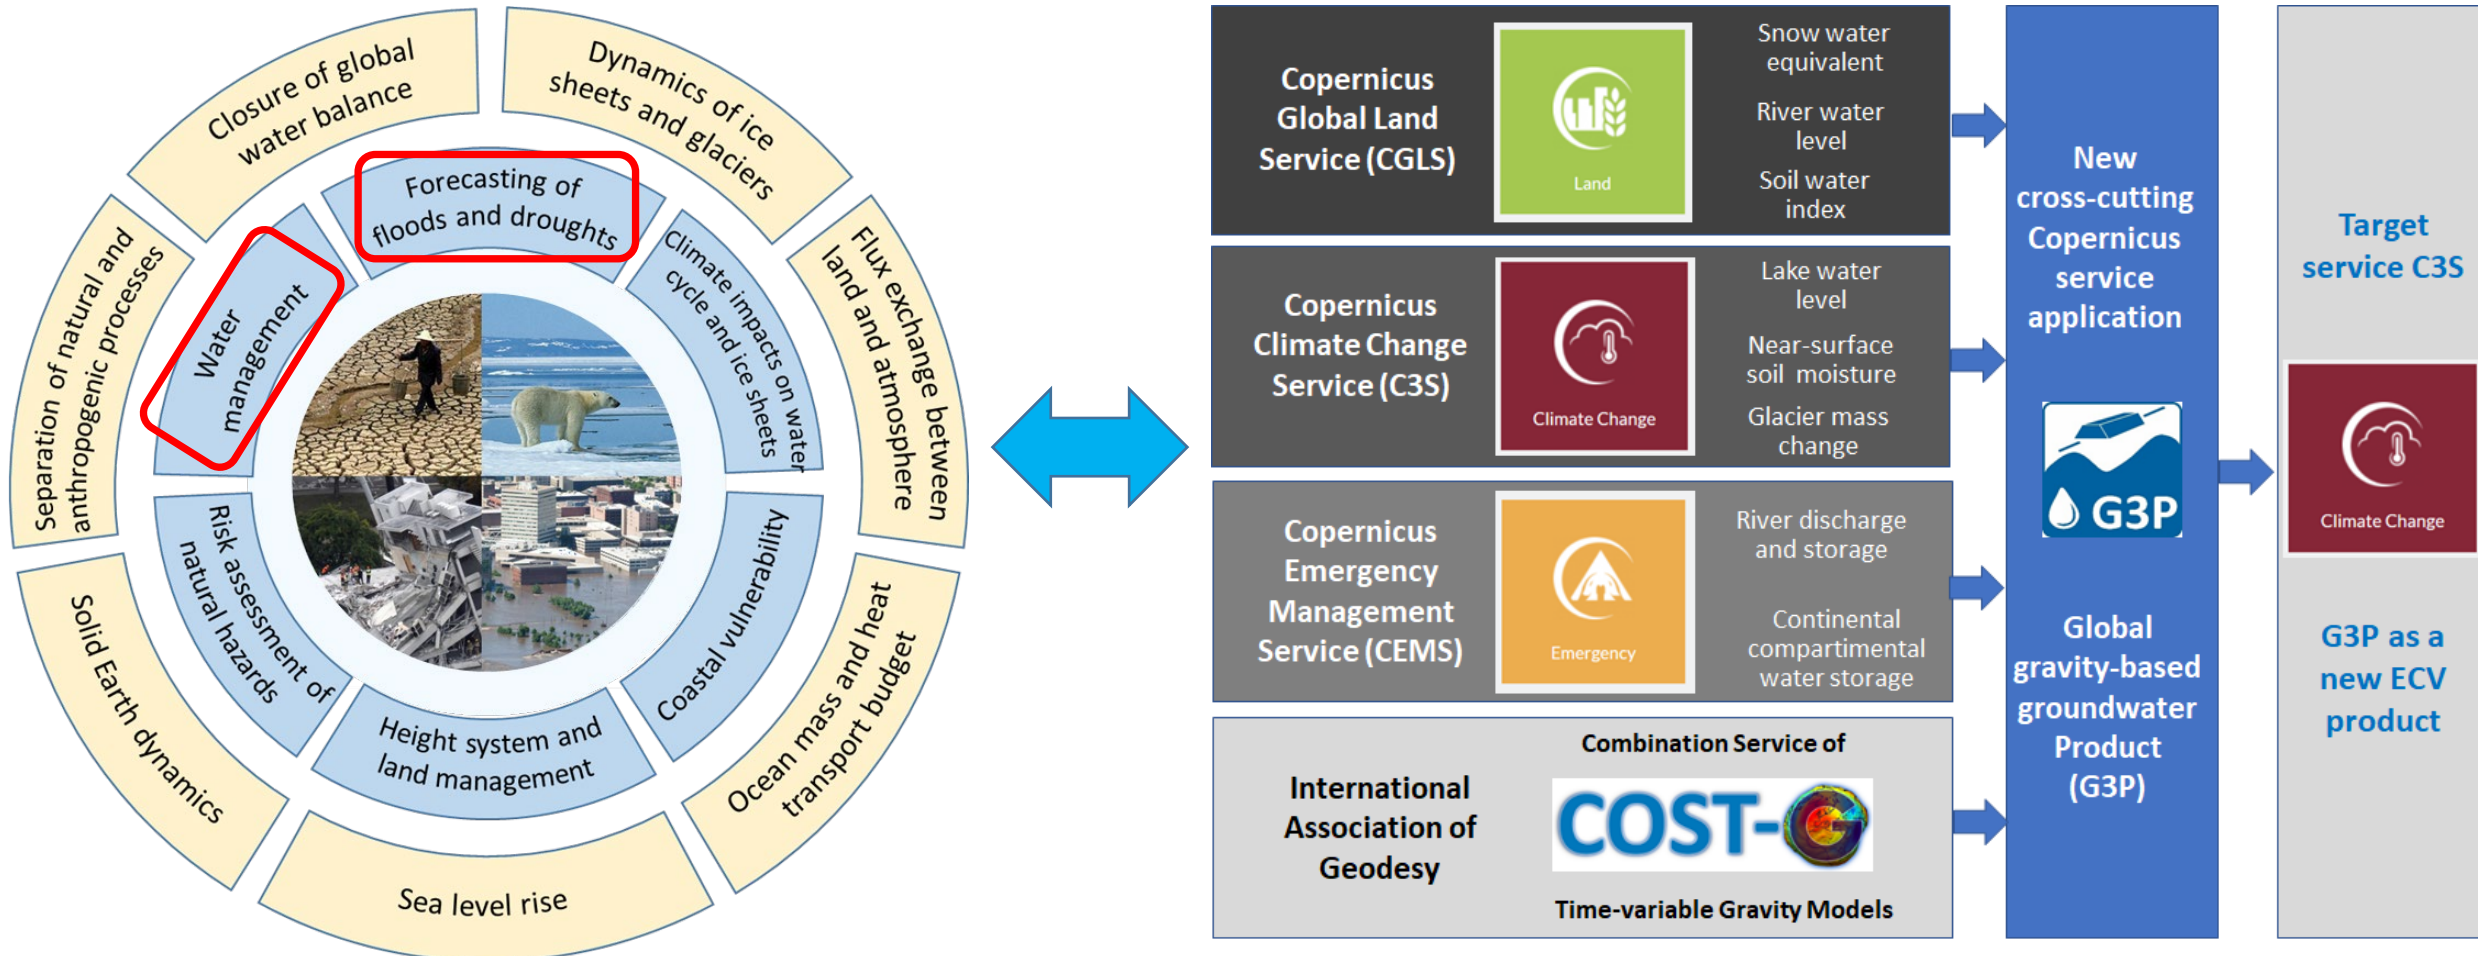 Closure of global
water balance
Dynamics of ice
sheets and glaciers
Flux exchange between
land and atmosphere
Ocean mass and heat
transport budget
Sea level rise
Solid Earth dynamics
Separation of natural and
anthropogenic processes
Forecasting of
floods and droughts
Climate impacts on water
cycle and ice sheets
Coastal vulnerability
Height system and
land management
Risk assessment of
natural hazards
Water
management
Copernicus
Global Land
Service (CGLS)
Land
Snow water
equivalent
River water
level
Soil water
index
Copernicus
Climate Change
Service (C3S)
Climate Change
Lake water
level
Near-surface
soil moisture
Glacier mass
change
Copernicus
Emergency
Management
Service (CEMS)
Emergency
River discharge
and storage
Continental
compartimental
water storage
International
Association of
Geodesy
Combination Service of
COST-G
Time-variable Gravity Models
New
cross-cutting
Copernicus
service
application
G3P
Global
gravity-based
groundwater
Product
(G3P)
Target
service C3S
Climate Change
G3P as a
new ECV
product